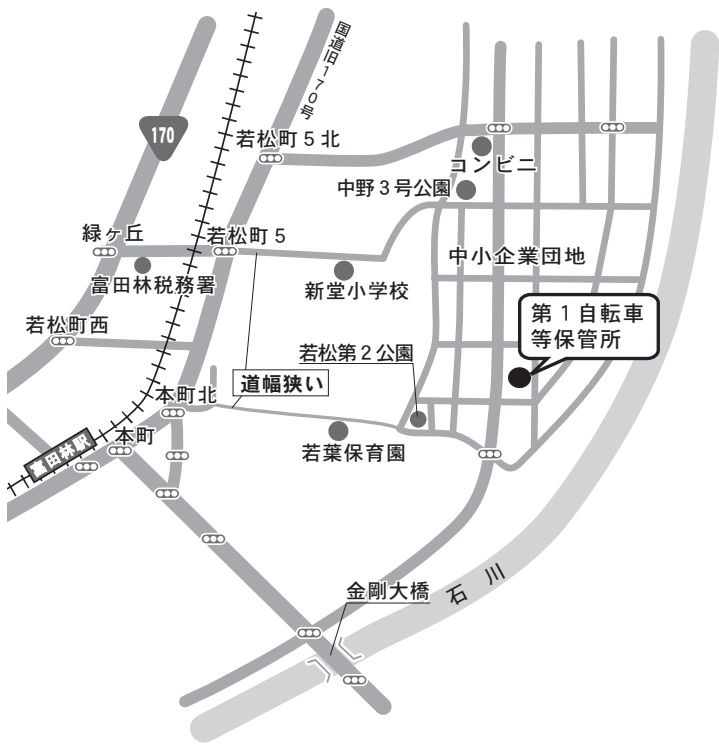 国道旧170号
170
若松町5北
コンビニ
中野3号公園
緑ヶ丘
若松町5
中小企業団地
富田林税務署
新堂小学校
第1自転車
等保管所
若松町西
若松第2公園
道幅狭い
本町北
本町
若葉保育園
富田林駅
金剛大橋
石川